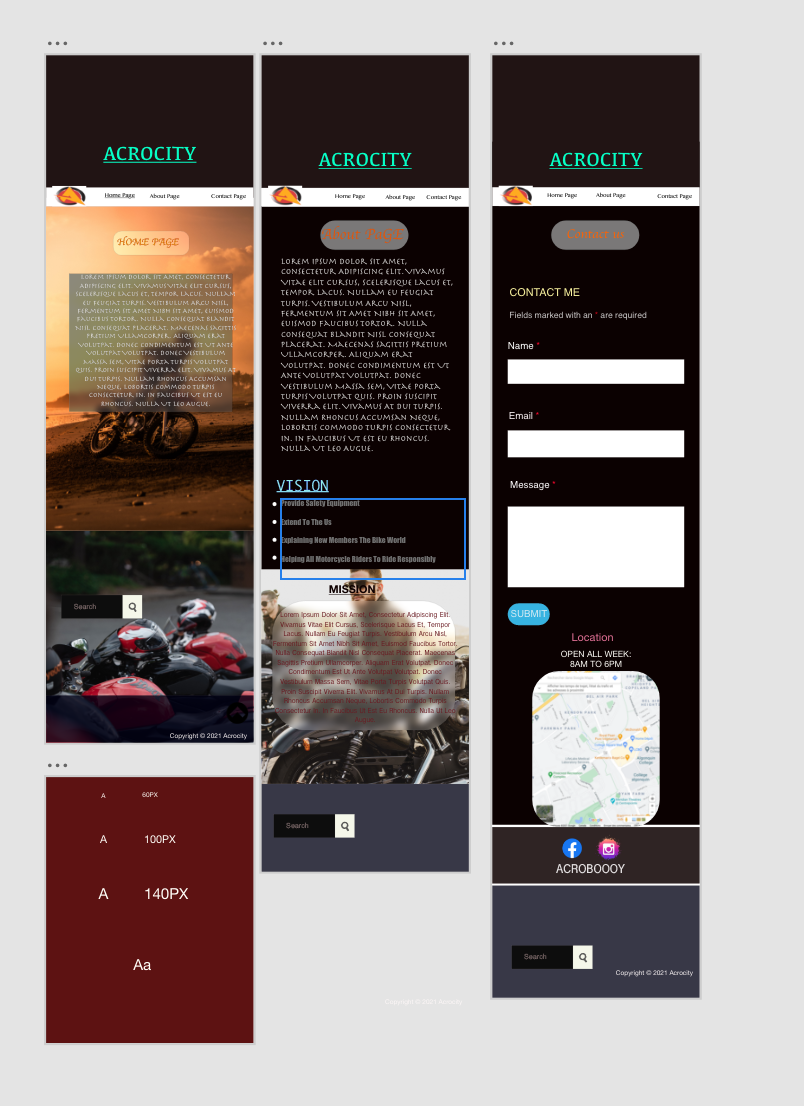 ACROCITY
Home Page About Page Contact Page
HOME PAGE
Lorem ipsum dolor sit amet, consectetur
adipiscing elit. Vivamus vitae elit cursus,
scelerisque lacus et, tempor lacus. Nullam
eu feugiat turpis. Vestibulum arcu nisl,
fermentum sit amet nibh sit amet, euismod
faucibus tortor. Nulla consequat blandit
nisl consequat placerat. Maecenas sagittis
pretium ullamcorper. Aliquam erat
volutpat. Donec condimentum est ut ante
volutpat volutpat. Donec vestibulum
massa sem, vitae porta turpis volutpat
quis. Proin suscipit viverra elit. Vivamus at
dui turpis. Nullam rhoncus accumsan
neque, lobortis commodo turpis
consectetur in. In faucibus ut est eu
rhoncus. Nulla ut leo augue.
Search
Copyright © 2021 Acrocity
ACROCITY
Home Page About Page Contact Page
About Page
Lorem ipsum dolor sit amet,
consectetur adipiscing elit. Vivamus
vitae elit cursus, scelerisque lacus et,
tempor lacus. Nullam eu feugiat
turpis. Vestibulum arcu nisl,
fermentum sit amet nibh sit amet,
euismod faucibus tortor. Nulla
consequat blandit nisl consequat
placerat. Maecenas sagittis pretium
ullamcorper. Aliquam erat
volutpat. Donec condimentum est ut
ante volutpat volutpat. Donec
vestibulum massa sem, vitae porta
turpis volutpat quis. Proin suscipit
viverra elit. Vivamus at dui turpis.
Nullam rhoncus accumsan neque,
lobortis commodo turpis consectetur
in. In faucibus ut est eu rhoncus.
Nulla ut leo augue.
VISION
Provide Safety Equipment
Extend To The Us
Explaining New Members The Bike World
Helping All Motorcycle Riders To Ride Responsibly
MISSION
Lorem Ipsum Dolor Sit Amet, Consectetur Adipiscing Elit.
Vivamus Vitae Elit Cursus, Scelerisque Lacus Et, Tempor
Lacus. Nullam Eu Feugiat Turpis. Vestibulum Arcu Nisl,
Fermentum Sit Amet Nibh Sit Amet, Euismod Faucibus Tortor.
Nulla Consequat Blandit Nisl Consequat Placerat. Maecenas
Sagittis Pretium Ullamcorper. Aliquam Erat Volutpat. Donec
Condimentum Est Ut Ante Volutpat Volutpat. Donec
Vestibulum Massa Sem, Vitae Porta Turpis Volutpat Quis.
Proin Suscipit Viverra Elit. Vivamus At Dui Turpis. Nullam
Rhoncus Accumsan Neque, Lobortis Commodo Turpis
Consectetur In. In Faucibus Ut Est Eu Rhoncus. Nulla Ut Leo
Augue.
Search
Copyright © 2021 Acrocity
ACROCITY
Home Page About Page Contact Page
Contact us
CONTACT ME
Fields marked with an * are required
Name *
Email *
Message *
SUBMIT
Location
OPEN ALL WEEK:
8AM TO 6PM
ACROBOOOY
Search
Copyright © 2021 Acrocity
A 60PX
A 100PX
A 140PX
Aa